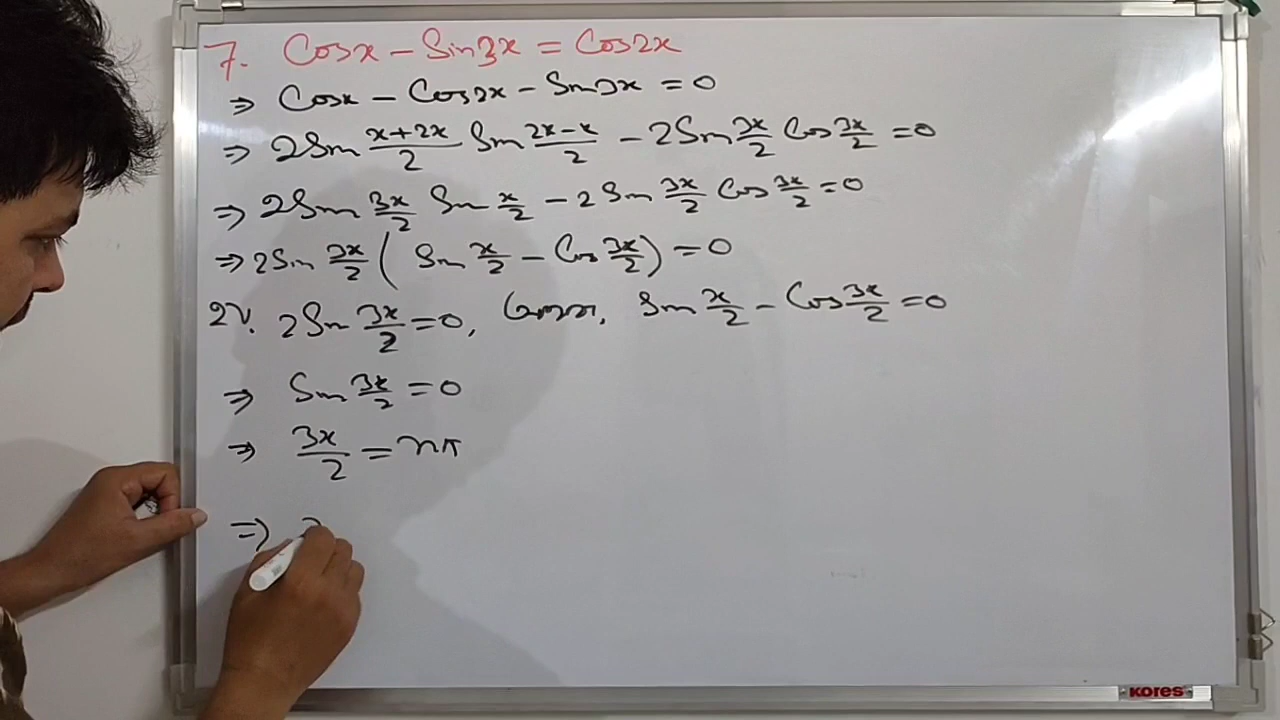 7. Cosx - Sin3x = Cos2x
⇒ Cosx - Cos2x - Sin3x = 0
⇒ 2Sin (x+2x)/2 Sin (2x-x)/2 - 2Sin 3x/2 Cos 3x/2 = 0
⇒ 2Sin 3x/2 Sin x/2 - 2Sin 3x/2 Cos 3x/2 = 0
⇒ 2Sin 3x/2 ( Sin x/2 - Cos 3x/2 ) = 0
2Sin 3x/2 = 0, Sin x/2 - Cos 3x/2 = 0
⇒ Sin 3x/2 = 0
⇒ 3x/2 = nπ
⇒
KORES